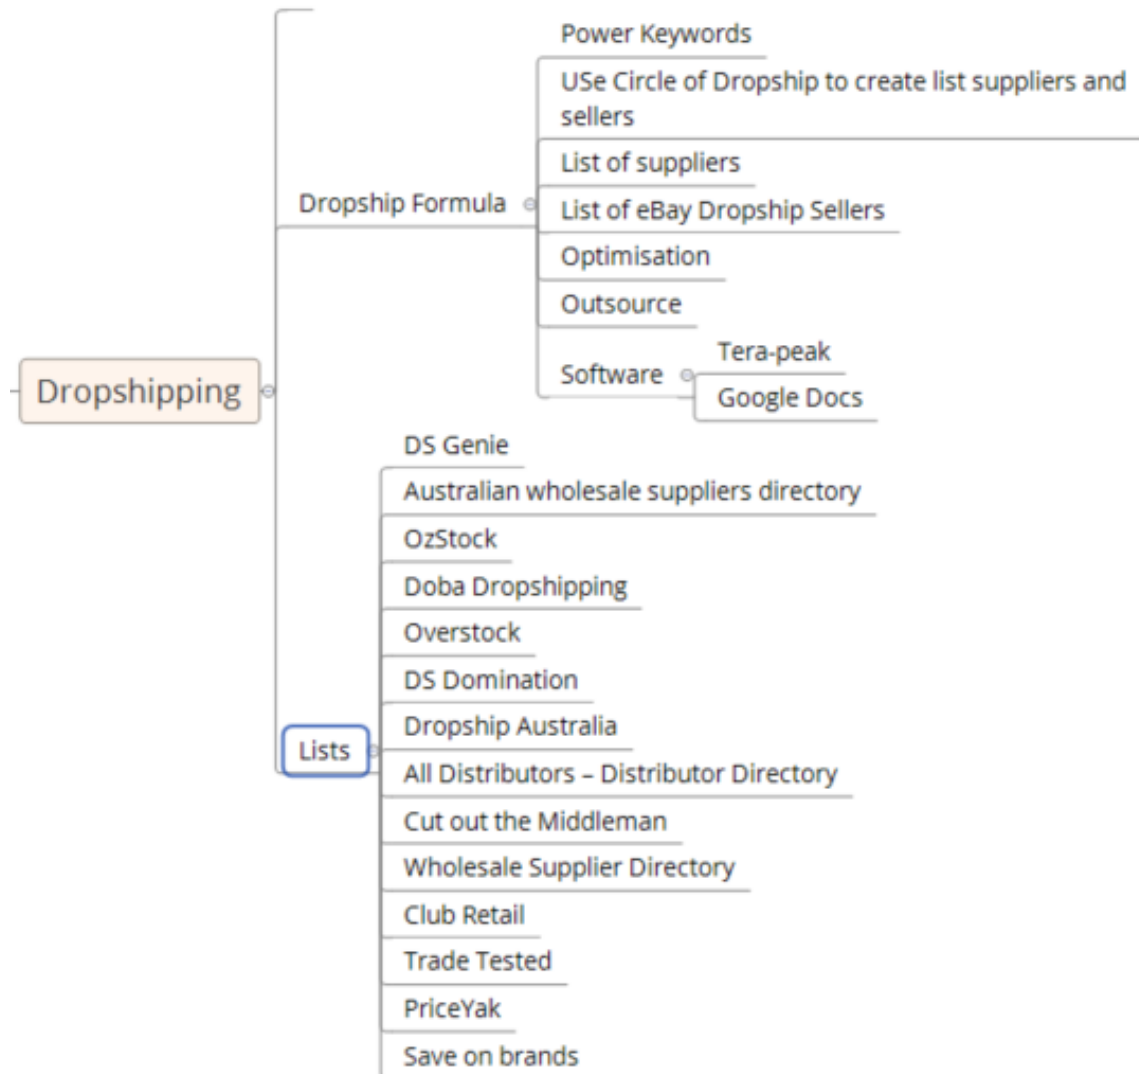 Power Keywords
USe Circle of Dropship to create list suppliers and
sellers
List of suppliers
Dropship Formula
List of eBay Dropship Sellers
Optimisation
Outsource
Tera-peak
Software
Google Docs
Dropshipping
DS Genie
Australian wholesale suppliers directory
OzStock
Doba Dropshipping
Overstock
DS Domination
Dropship Australia
Lists
All Distributors – Distributor Directory
Cut out the Middleman
Wholesale Supplier Directory
Club Retail
Trade Tested
PriceYak
Save on brands